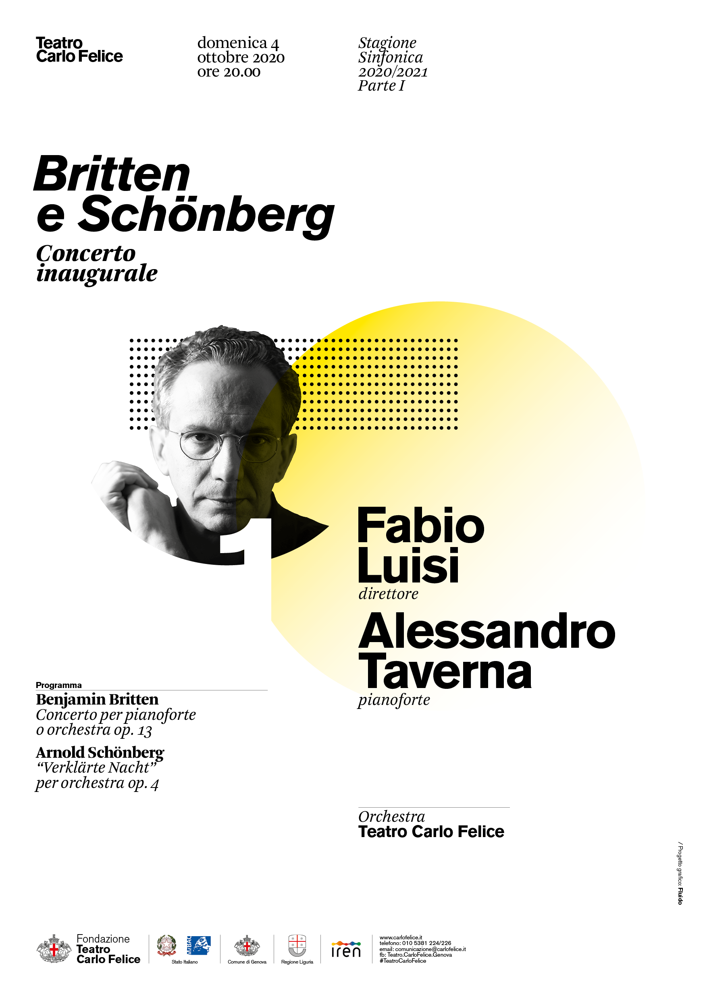 Teatro
Carlo Felice
domenica 4
ottobre 2020
ore 20.00
Stagione
Sinfonica
2020/2021
Parte I
Britten
e Schönberg
Concerto
inaugurale
1
Fabio
Luisi
direttore
Alessandro
Taverna
pianoforte
Programma
Benjamin Britten
Concerto per pianoforte
o orchestra op. 13
Arnold Schönberg
“Verklärte Nacht”
per orchestra op. 4
Orchestra
Teatro Carlo Felice
/ Progetto grafico: Fluido
Fondazione
Teatro
Carlo Felice
MiBAC
Stato Italiano
Comune di Genova
Regione Liguria
iren
www.carlofelice.it
telefono: 010 5381 224/226
email: comunicazione@carlofelice.it
fb: Teatro.CarloFelice.Genova
#TeatroCarloFelice